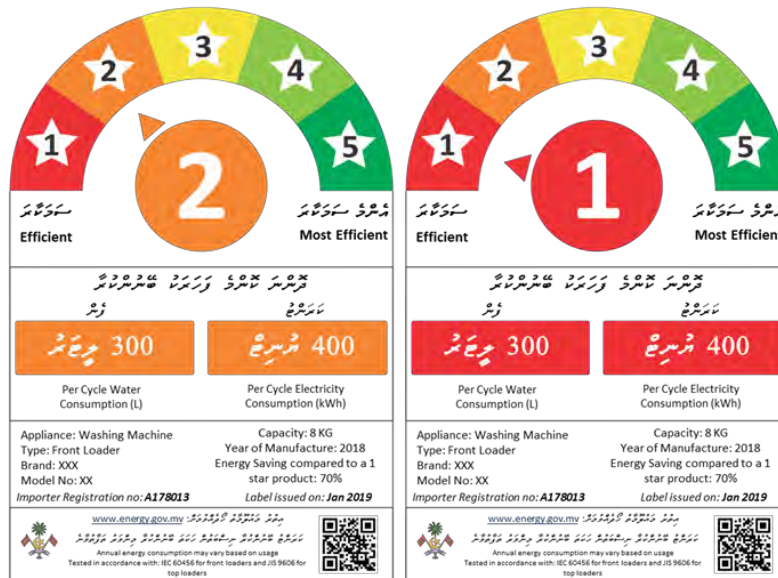 1
2
3
4
5
2
ސަމަކާރަ
އެންމެ ސަމަކާރަ
Efficient
Most Efficient
ދޮންނަ ކޮންމެ ފަހަރަކު ބޭނުންކުރާ
ފެން
ކަރަންޓު
300 ލީޓަރު
400 ޔުނިޓް
Per Cycle Water
Consumption (L)
Per Cycle Electricity
Consumption (kWh)
Appliance: Washing Machine
Type: Front Loader
Brand: XXX
Model No: XX
Capacity: 8 KG
Year of Manufacture: 2018
Energy Saving compared to a 1
star product: 70%
Importer Registration no: A178013
Label issued on: Jan 2019
އިތުރު މަޢުލޫމާތު ހޯދެއްވުމަށް: www.energy.gov.mv
Annual energy consumption may vary based on usage
Tested in accordance with: IEC 60456 for front loaders and JIS 9606 for
top loaders
1
2
3
4
5
1
ސަމަކާރަ
އެންމެ ސަމަކާރަ
Efficient
Most Efficient
ދޮންނަ ކޮންމެ ފަހަރަކު ބޭނުންކުރާ
ފެން
ކަރަންޓު
300 ލީޓަރު
400 ޔުނިޓް
Per Cycle Water
Consumption (L)
Per Cycle Electricity
Consumption (kWh)
Appliance: Washing Machine
Type: Front Loader
Brand: XXX
Model No: XX
Capacity: 8 KG
Year of Manufacture: 2018
Energy Saving compared to a 1
star product: 70%
Importer Registration no: A178013
Label issued on: Jan 2019
އިތުރު މަޢުލޫމާތު ހޯދެއްވުމަށް: www.energy.gov.mv
Annual energy consumption may vary based on usage
Tested in accordance with: IEC 60456 for front loaders and JIS 9606 for
top loaders